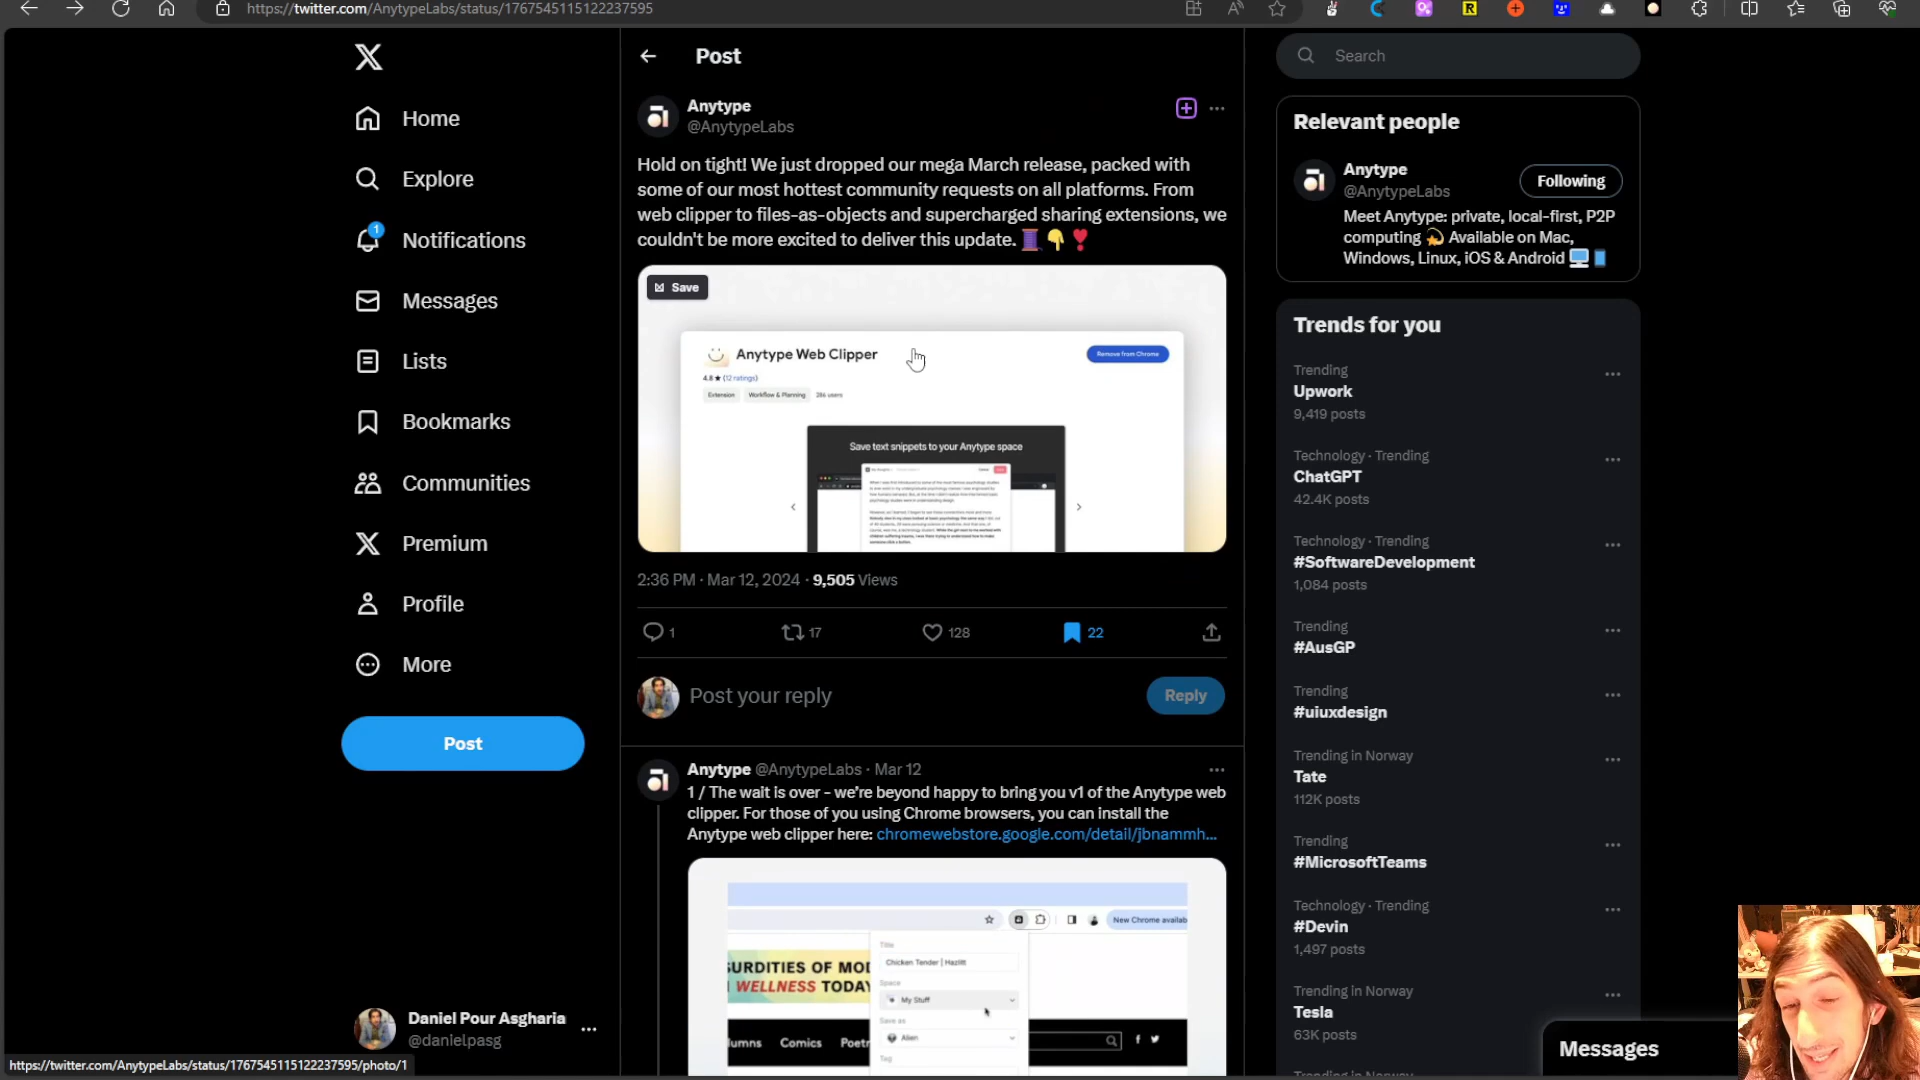 https://twitter.com/AnytypeLabs/status/1767545115122237595
Home
Explore
1
Notifications
Messages
Lists
Bookmarks
Communities
Premium
Profile
More
Post
Daniel Pour Asgharia
@danielpasg
https://twitter.com/AnytypeLabs/status/1767545115122237595/photo/1
Post
Anytype
@AnytypeLabs
Hold on tight! We just dropped our mega March release, packed with
some of our most hottest community requests on all platforms. From
web clipper to files-as-objects and supercharged sharing extensions, we
couldn't be more excited to deliver this update. 🧵👇❣️
Save
Anytype Web Clipper
Remove from Chrome
4.8 ★ (12 ratings)
Extension Workflow & Planning 286 users
Save text snippets to your Anytype space
2:36 PM · Mar 12, 2024 · 9,505 Views
1 17 128 22
Post your reply
Reply
Anytype @AnytypeLabs · Mar 12
1 / The wait is over - we're beyond happy to bring you v1 of the Anytype web
clipper. For those of you using Chrome browsers, you can install the
Anytype web clipper here: chromewebstore.google.com/detail/jbnammh...
New Chrome availab
Title
Chicken Tender | Hazlitt
Space
My Stuff
Save as
Alien
Tag
SURDITIES OF MOD
WELLNESS TODAY
lumns Comics Poetr
Search
Relevant people
Anytype
@AnytypeLabs
Following
Meet Anytype: private, local-first, P2P
computing 💫 Available on Mac,
Windows, Linux, iOS & Android 🖥️📱
Trends for you
Trending
Upwork
9,419 posts
Technology · Trending
ChatGPT
42.4K posts
Technology · Trending
#SoftwareDevelopment
1,084 posts
Trending
#AusGP
Trending
#uiuxdesign
Trending in Norway
Tate
112K posts
Trending
#MicrosoftTeams
Technology · Trending
#Devin
1,497 posts
Trending in Norway
Tesla
63K posts
Trending in Norway
Messages